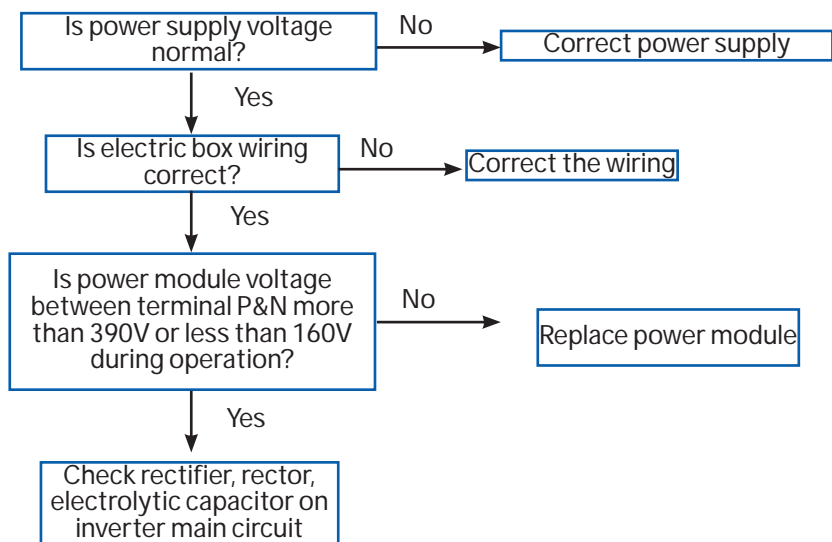 Is power supply voltage
normal?
No
Correct power supply
Yes
Is electric box wiring
correct?
No
Correct the wiring
Yes
Is power module voltage
between terminal P&N more
than 390V or less than 160V
during operation?
No
Replace power module
Yes
Check rectifier, rector,
electrolytic capacitor on
inverter main circuit